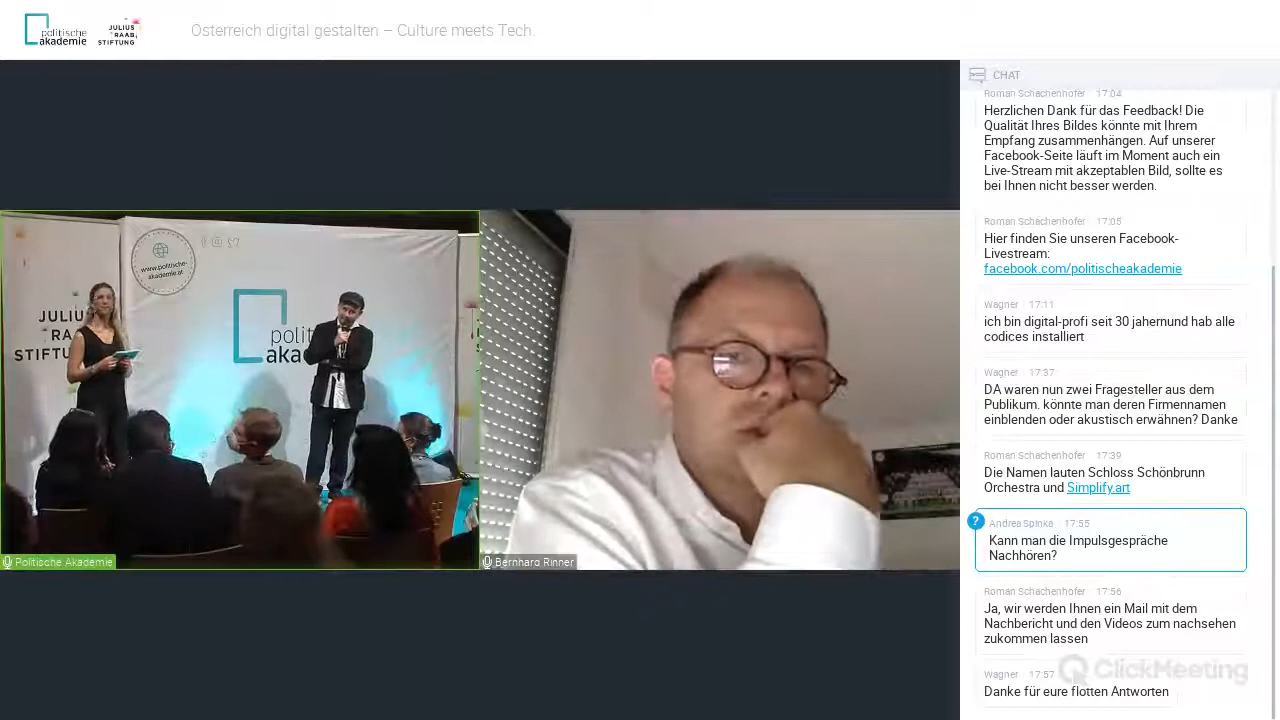 politische
akademie
JULIUS
RAAB
STIFTUNG
Österreich digital gestalten – Culture meets Tech.
www.politische-
akademie.at
JULIU
RA
STIFTU
polit
aka
Politische Akademie
Bernhard Rinner
CHAT
Roman Schachenhofer 17:04
Herzlichen Dank für das Feedback! Die
Qualität Ihres Bildes könnte mit Ihrem
Empfang zusammenhängen. Auf unserer
Facebook-Seite läuft im Moment auch ein
Live-Stream mit akzeptablen Bild, sollte es
bei Ihnen nicht besser werden.
Roman Schachenhofer 17:05
Hier finden Sie unseren Facebook-
Livestream:
facebook.com/politischeakademie
Wagner 17:11
ich bin digital-profi seit 30 jahernund hab alle
codices installiert
Wagner 17:37
DA waren nun zwei Fragesteller aus dem
Publikum. könnte man deren Firmennamen
einblenden oder akustisch erwähnen? Danke
Roman Schachenhofer 17:39
Die Namen lauten Schloss Schönbrunn
Orchestra und Simplify.art
?
Andrea Spinka 17:55
Kann man die Impulsgespräche
Nachhören?
Roman Schachenhofer 17:56
Ja, wir werden Ihnen ein Mail mit dem
Nachbericht und den Videos zum nachsehen
zukommen lassen
Wagner 17:57
Danke für eure flotten Antworten
ClickMeeting